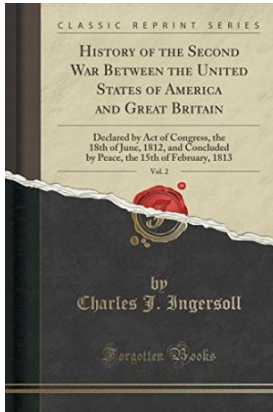 CLASSIC REPRINT SERIES
HISTORY OF THE SECOND
WAR BETWEEN THE UNITED
STATES OF AMERICA
AND GREAT BRITAIN
Declared by Act of Congress, the
18th of June, 1812, and Concluded
by Peace, the 15th of February, 1813
Vol. 2
by
Charles J. Ingersoll
Forgotten Books